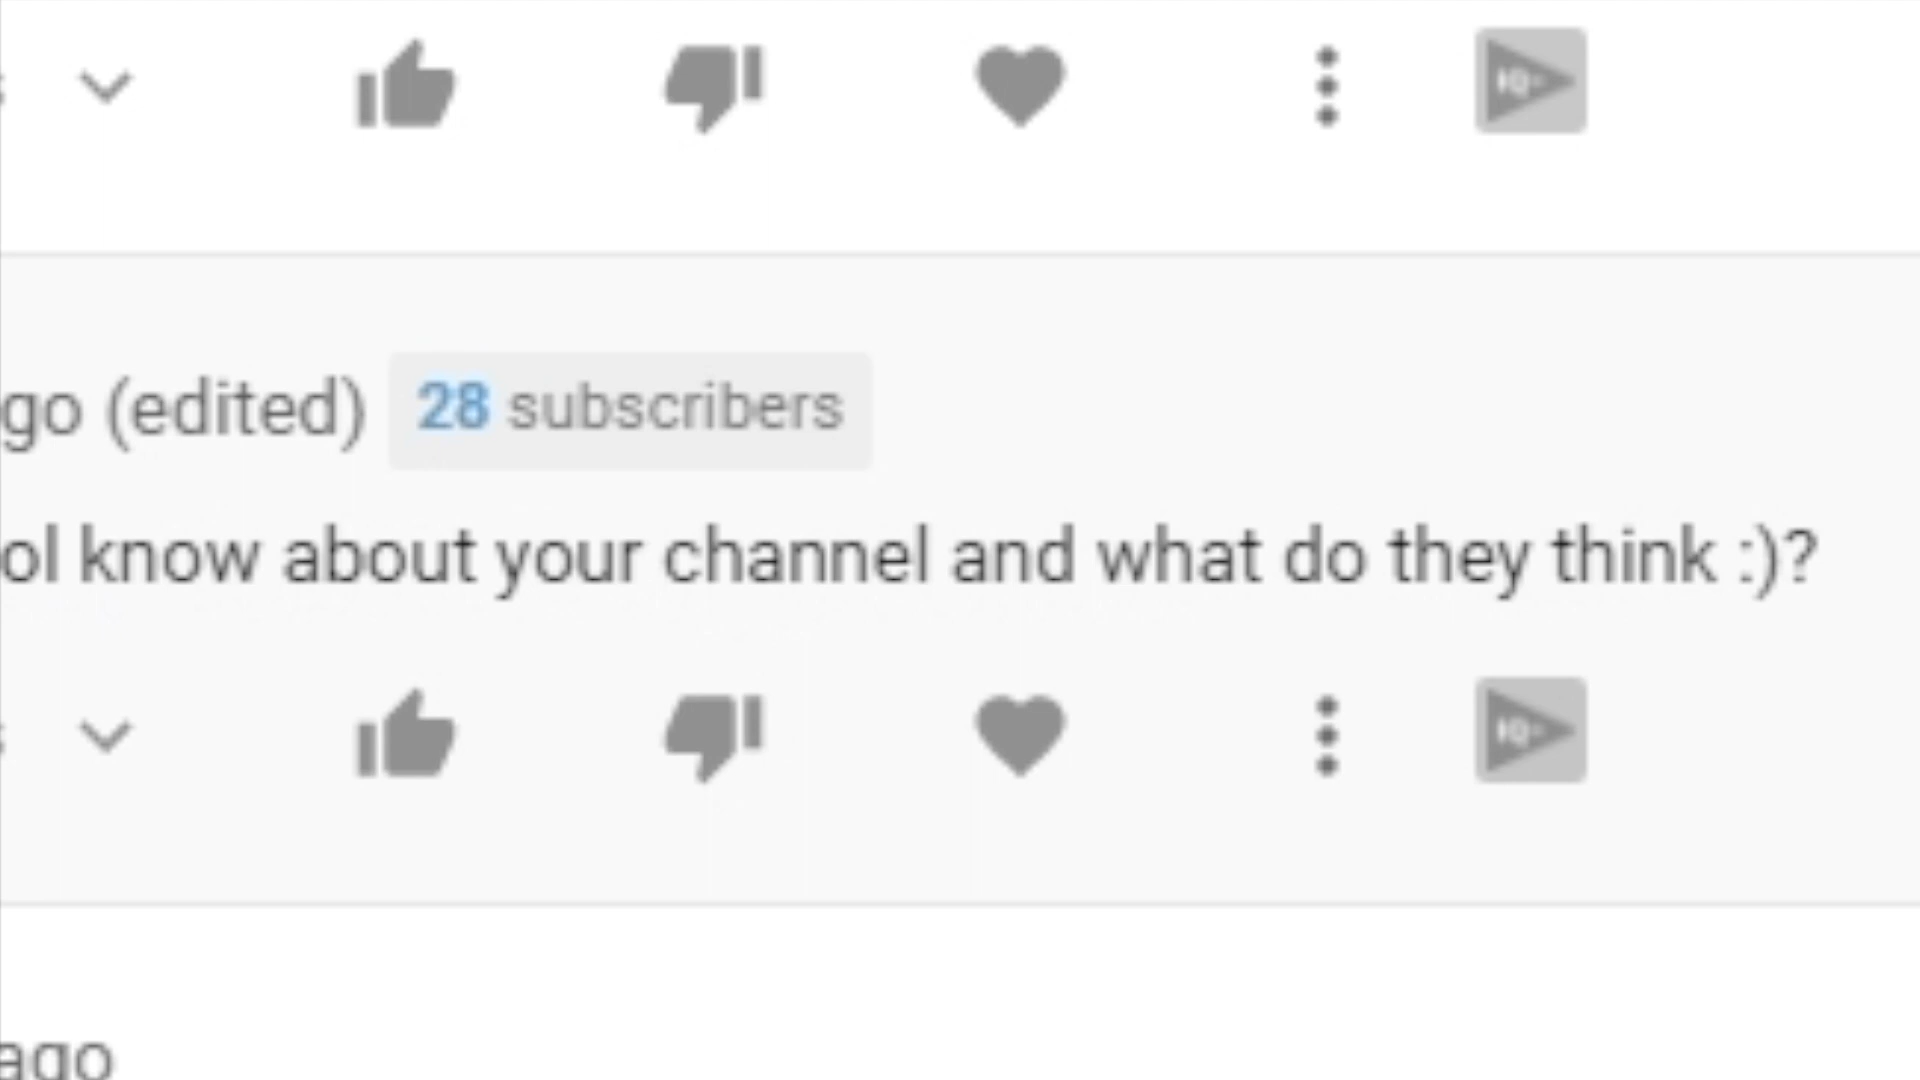 go (edited) 28 subscribers
ol know about your channel and what do they think :)?
ago